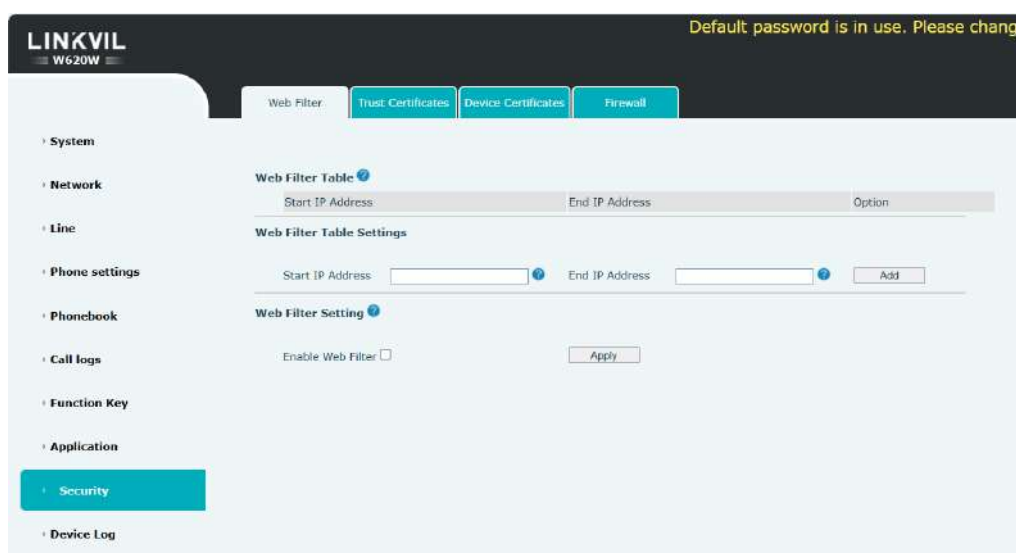 Default password is in use. Please chang
LINKVIL
W620W
Web Filter Trust Certificates Device Certificates Firewall
System
Network
Line
Phone settings
Phonebook
Call logs
Function Key
Application
Security
Device Log
Web Filter Table
Start IP Address End IP Address Option
Web Filter Table Settings
Start IP Address End IP Address Add
Web Filter Setting
Enable Web Filter Apply